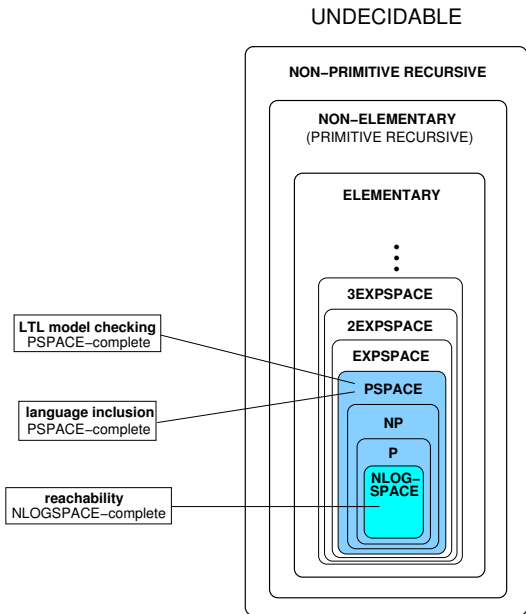 UNDECIDABLE
NON−PRIMITIVE RECURSIVE
NON−ELEMENTARY
(PRIMITIVE RECURSIVE)
ELEMENTARY
3EXPSPACE
2EXPSPACE
EXPSPACE
PSPACE
NP
P
NLOG−
SPACE
LTL model checking
PSPACE−complete
language inclusion
PSPACE−complete
reachability
NLOGSPACE−complete